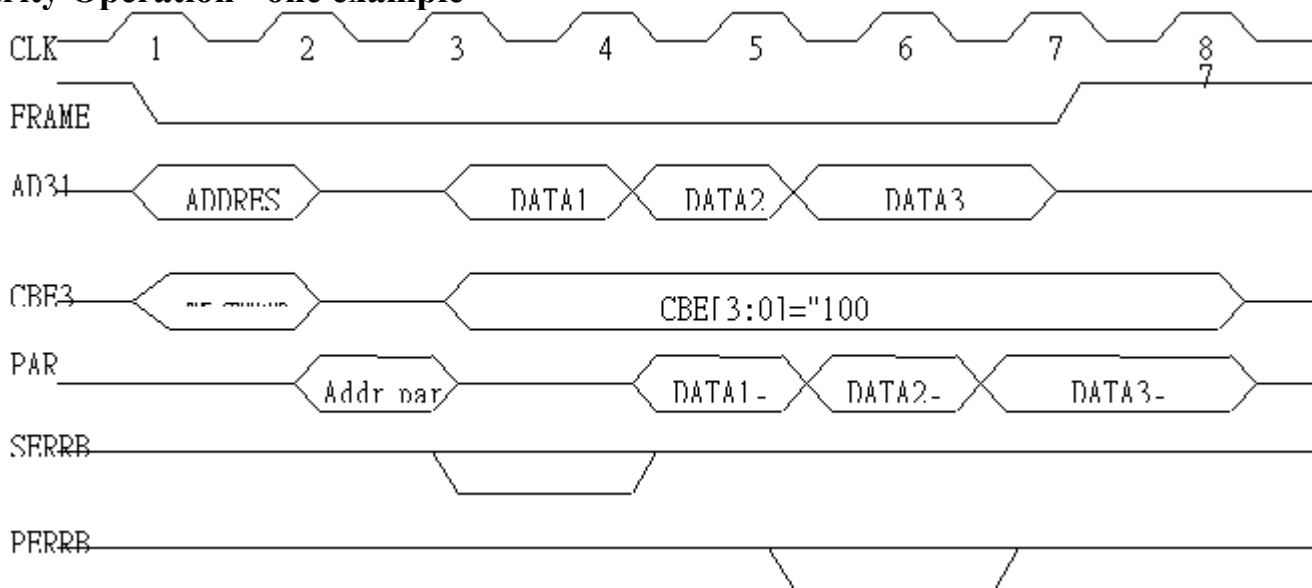 rity Operation - one example
CLK 1 2 3 4 5 6 7 8
7
FRAME
AD31 ADDRES DATA1 DATA2 DATA3
CBE3 CBE[3:0]="100
PAR Addr par DATA1- DATA2- DATA3-
SERRB
PERRB